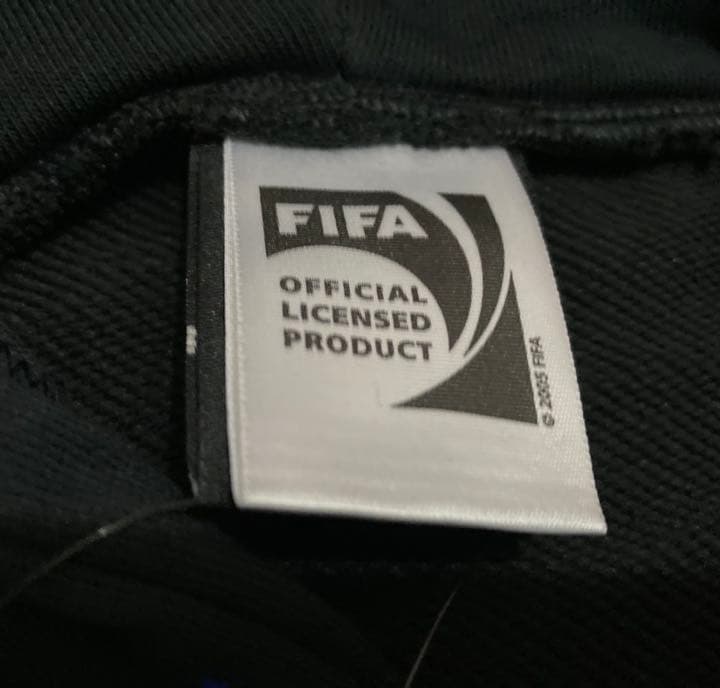 FIFA
OFFICIAL
LICENSED
PRODUCT
© 2005 FIFA